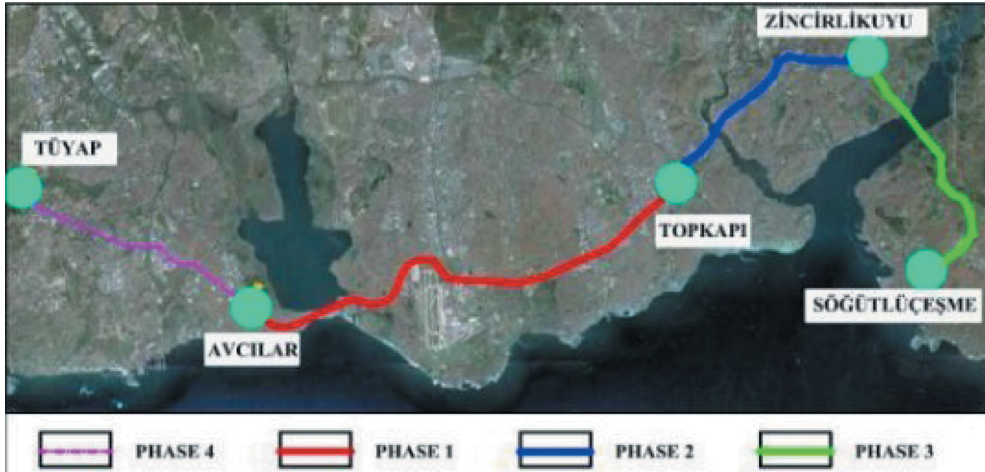 ZİNCİRLİKUYU
TÜYAP
TOPKAPI
SÖĞÜTLÜÇEŞME
AVCILAR
PHASE 4
PHASE 1
PHASE 2
PHASE 3